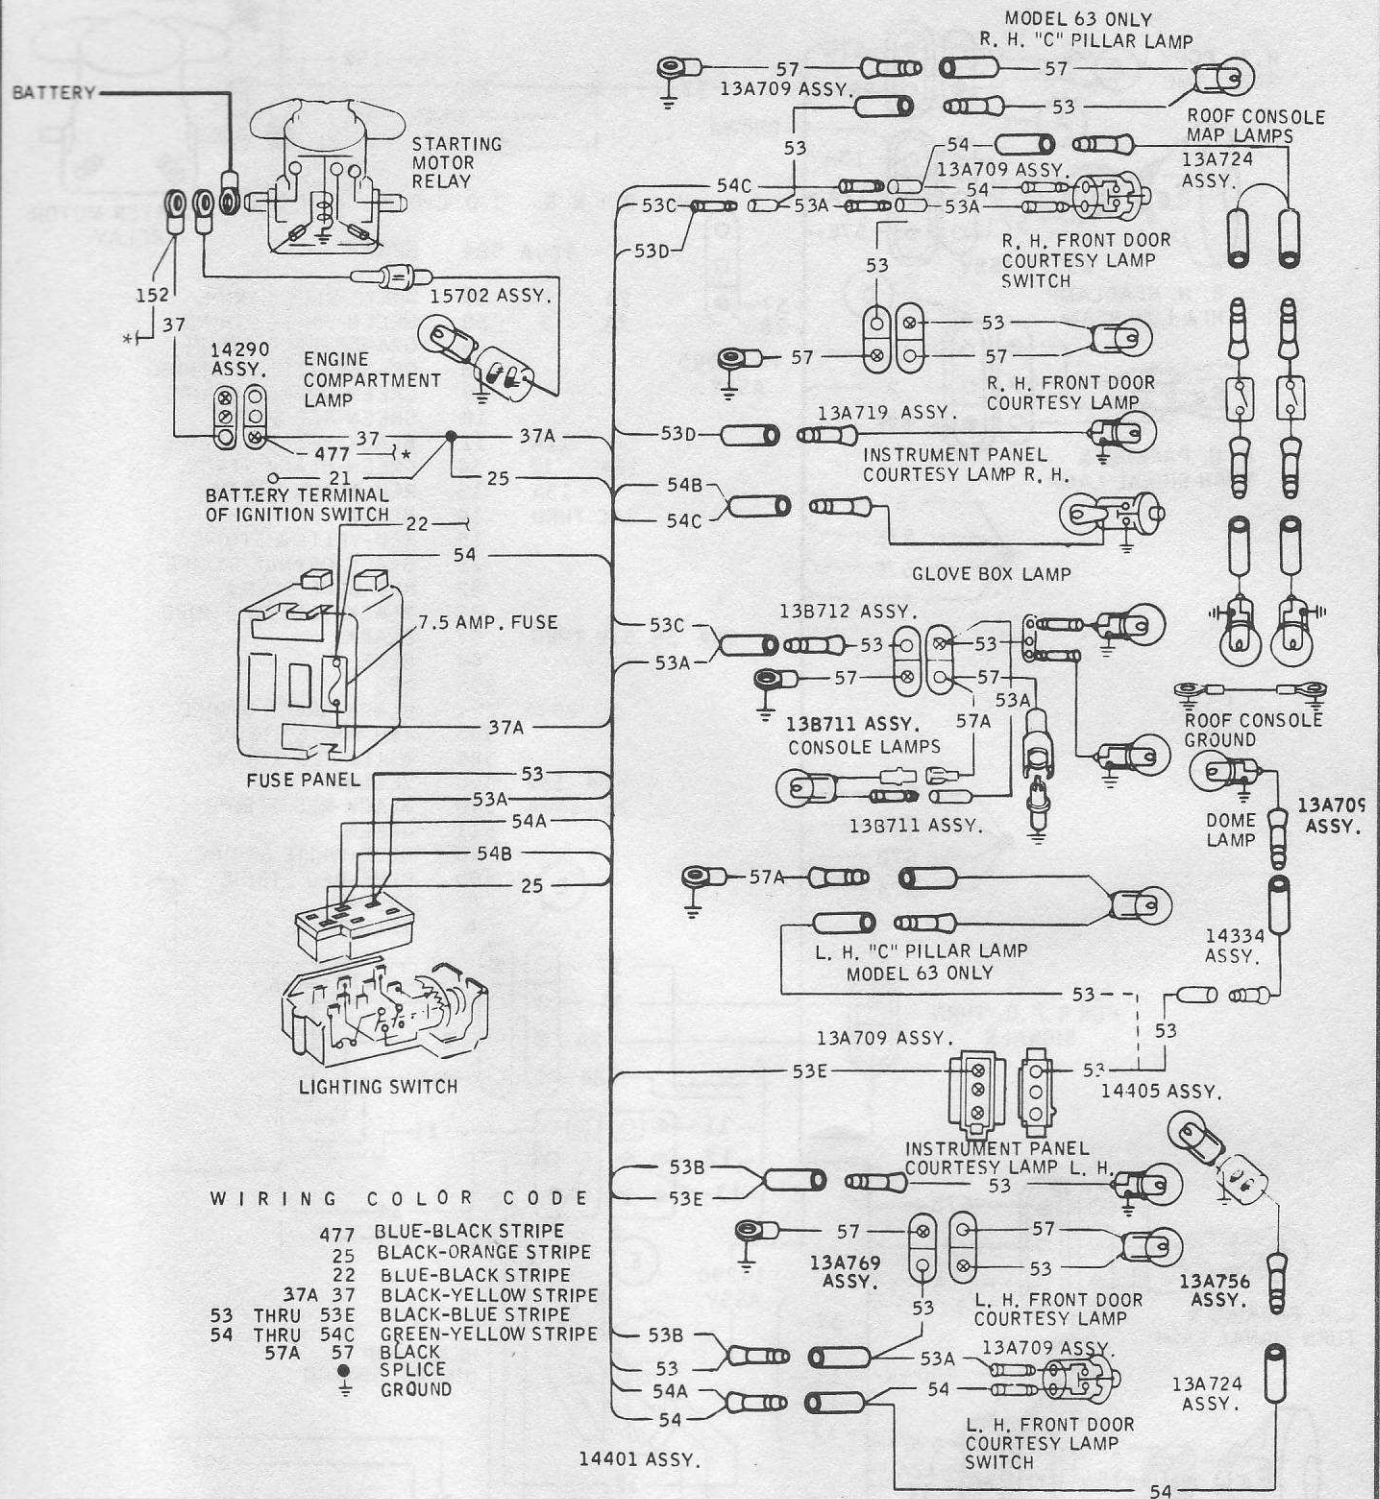 MODEL 63 ONLY
R. H. "C" PILLAR LAMP
57
57
13A709 ASSY.
53
BATTERY
STARTING
MOTOR
RELAY
53
54
ROOF CONSOLE
MAP LAMPS
13A724
ASSY.
13A709 ASSY.
54C
54
53C
53A
53A
53D
53
R. H. FRONT DOOR
COURTESY LAMP
SWITCH
15702 ASSY.
152
37
*
14290
ASSY.
ENGINE
COMPARTMENT
LAMP
53
57
57
R. H. FRONT DOOR
COURTESY LAMP
13A719 ASSY.
37
37A
53D
477
*
INSTRUMENT PANEL
COURTESY LAMP R. H.
21
25
54B
BATTERY TERMINAL
OF IGNITION SWITCH
22
54C
54
GLOVE BOX LAMP
7.5 AMP. FUSE
13B712 ASSY.
53C
53
53
53A
57
57
53A
57A
13B711 ASSY.
CONSOLE LAMPS
37A
ROOF CONSOLE
GROUND
FUSE PANEL
53
53A
13B711 ASSY.
54A
DOME
LAMP
13A709
ASSY.
54B
25
57A
L. H. "C" PILLAR LAMP
MODEL 63 ONLY
14334
ASSY.
53
53
13A709 ASSY.
LIGHTING SWITCH
53E
53
14405 ASSY.
INSTRUMENT PANEL
COURTESY LAMP L. H.
53B
53E
53
57
57
13A769
ASSY.
53
53
L. H. FRONT DOOR
COURTESY LAMP
13A756
ASSY.
WIRING COLOR CODE
477 BLUE-BLACK STRIPE
25 BLACK-ORANGE STRIPE
22 BLUE-BLACK STRIPE
37A 37 BLACK-YELLOW STRIPE
53 THRU 53E BLACK-BLUE STRIPE
54 THRU 54C GREEN-YELLOW STRIPE
57A 57 BLACK
SPLICE
GROUND
53B
53
53A
13A709 ASSY.
54A
54
54
13A724
ASSY.
L. H. FRONT DOOR
COURTESY LAMP
SWITCH
14401 ASSY.
54